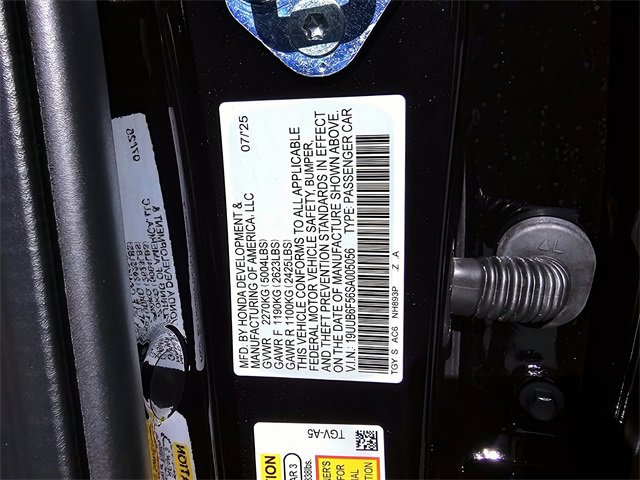 MFD. BY HONDA DEVELOPMENT &
MANUFACTURING OF AMERICA, LLC 07/'25
GVWR 2270KG(5004LBS)
GAWR F 1190KG(2623LBS)
GAWR R 1100KG(2425LBS)
THIS VEHICLE CONFORMS TO ALL APPLICABLE
FEDERAL MOTOR VEHICLE SAFETY, BUMPER,
AND THEFT PREVENTION STANDARDS IN EFFECT
ON THE DATE OF MANUFACTURE SHOWN ABOVE.
V.I.N.: 19UUB6F56SA005056 TYPE:PASSENGER CAR
TGY S AC6 NH893P Z A
TGV-A5